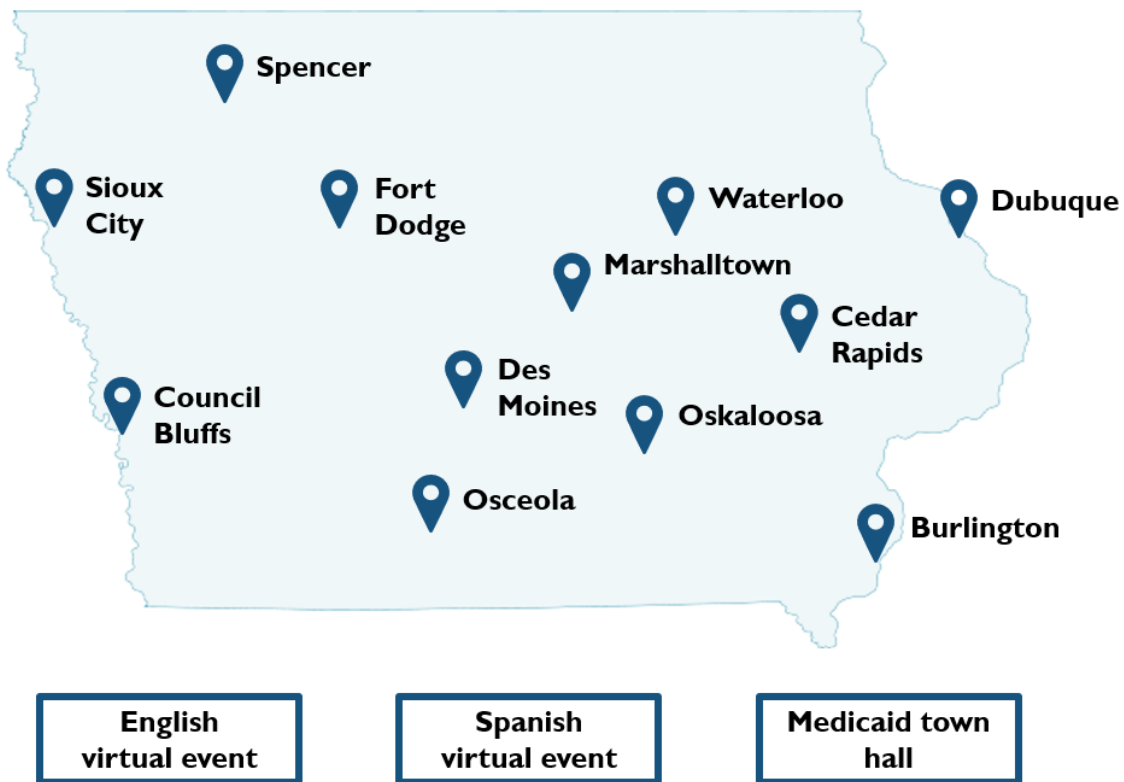 Spencer
Sioux
City
Fort
Dodge
Waterloo
Dubuque
Marshalltown
Cedar
Rapids
Des
Moines
Council
Bluffs
Oskaloosa
Osceola
Burlington
English
virtual event
Spanish
virtual event
Medicaid town
hall